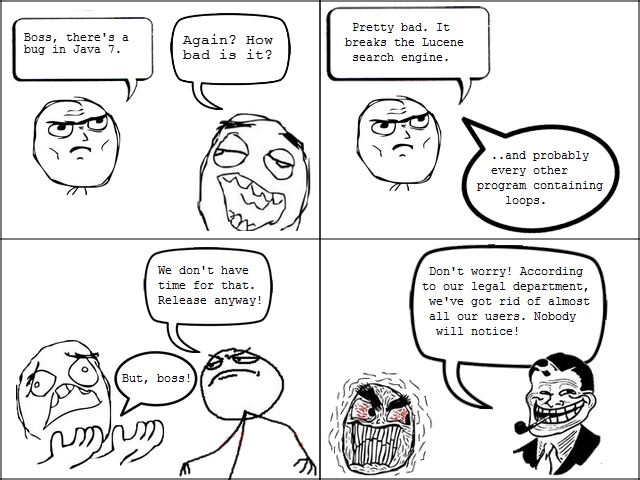 Boss, there's a
bug in Java 7.
Again? How
bad is it?
Pretty bad. It
breaks the Lucene
search engine.
..and probably
every other
program containing
loops.
We don't have
time for that.
Release anyway!
But, boss!
Don't worry! According
to our legal department,
we've got rid of almost
all our users. Nobody
will notice!